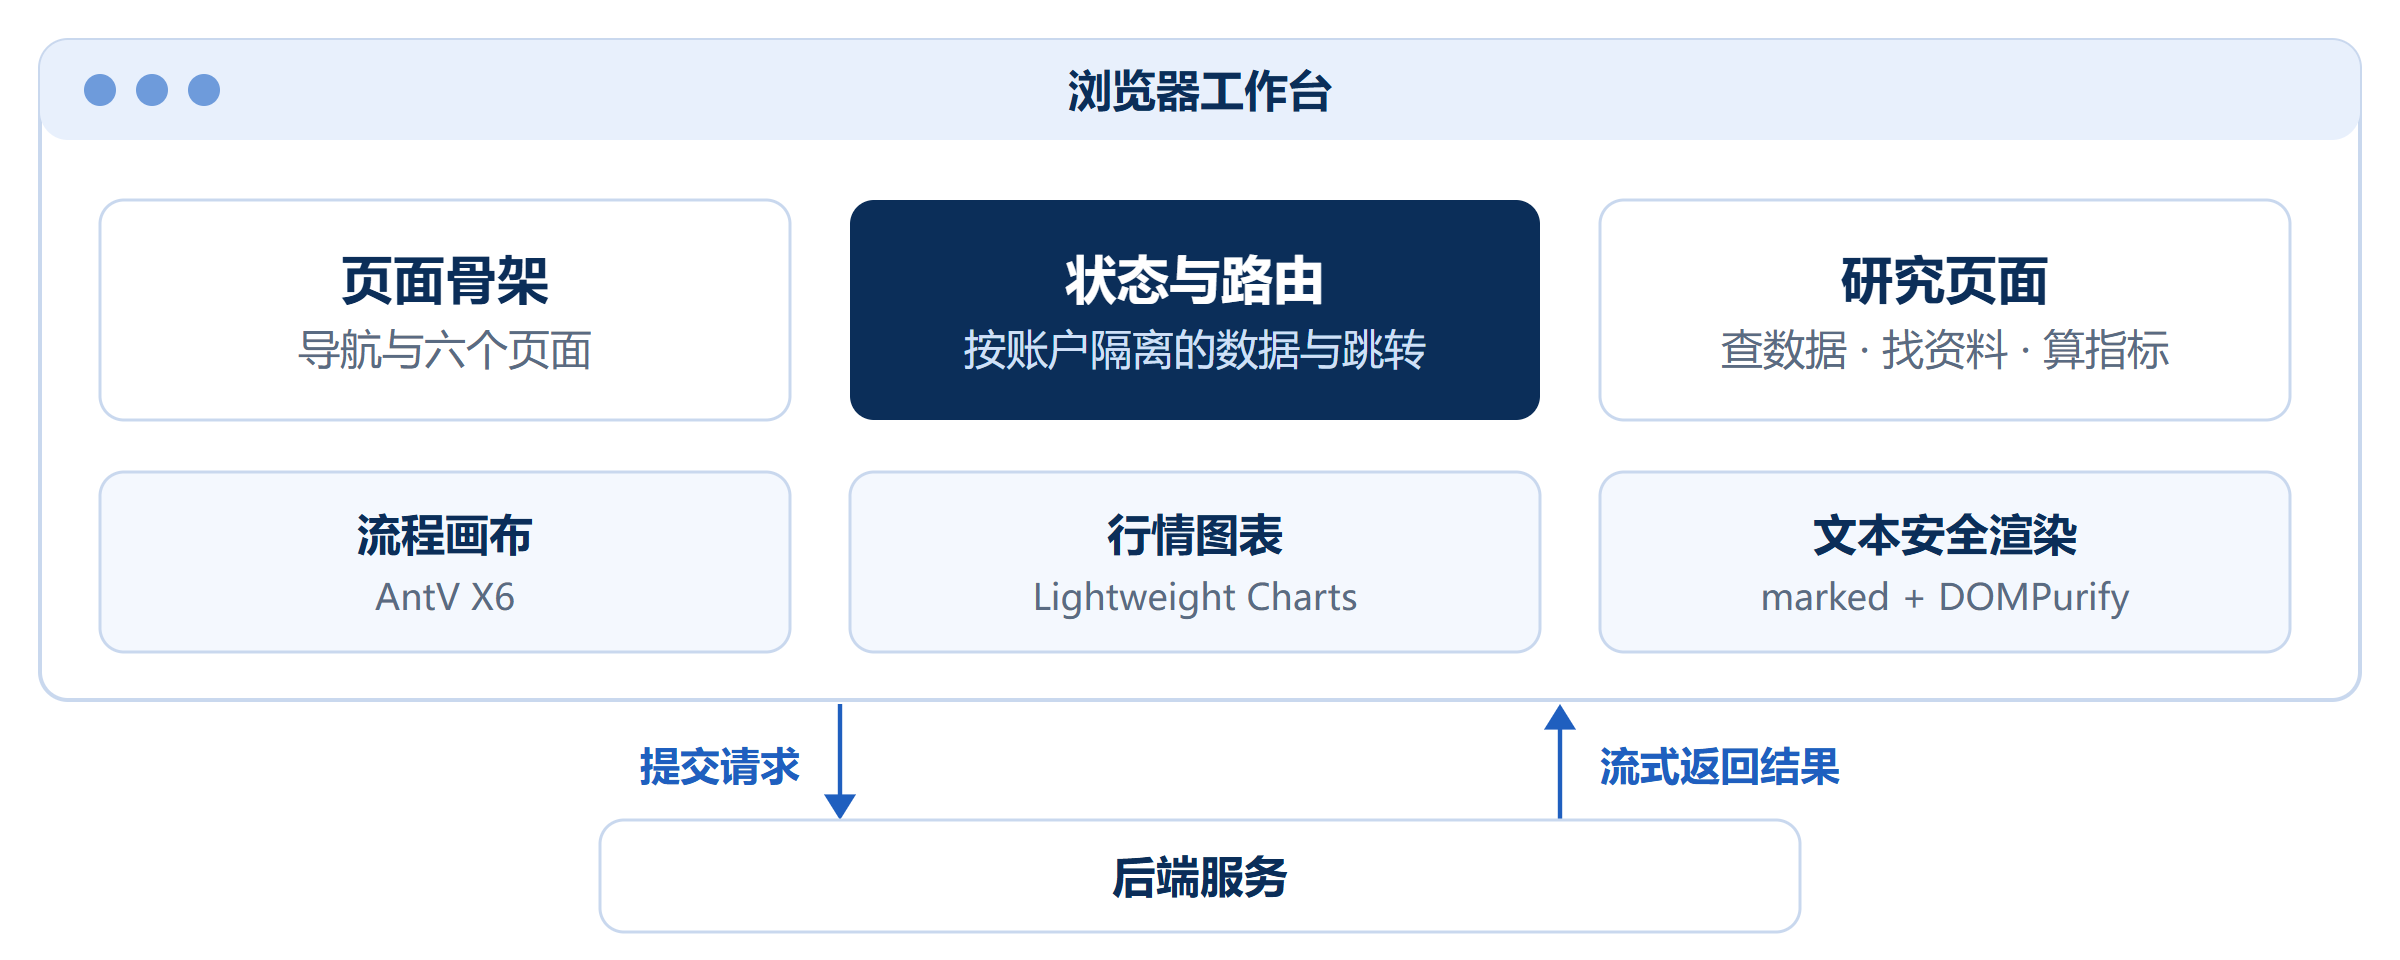 浏览器工作台
页面骨架
导航与六个页面
状态与路由
按账户隔离的数据与跳转
研究页面
查数据 · 找资料 · 算指标
流程画布
AntV X6
行情图表
Lightweight Charts
文本安全渲染
marked + DOMPurify
提交请求
流式返回结果
后端服务